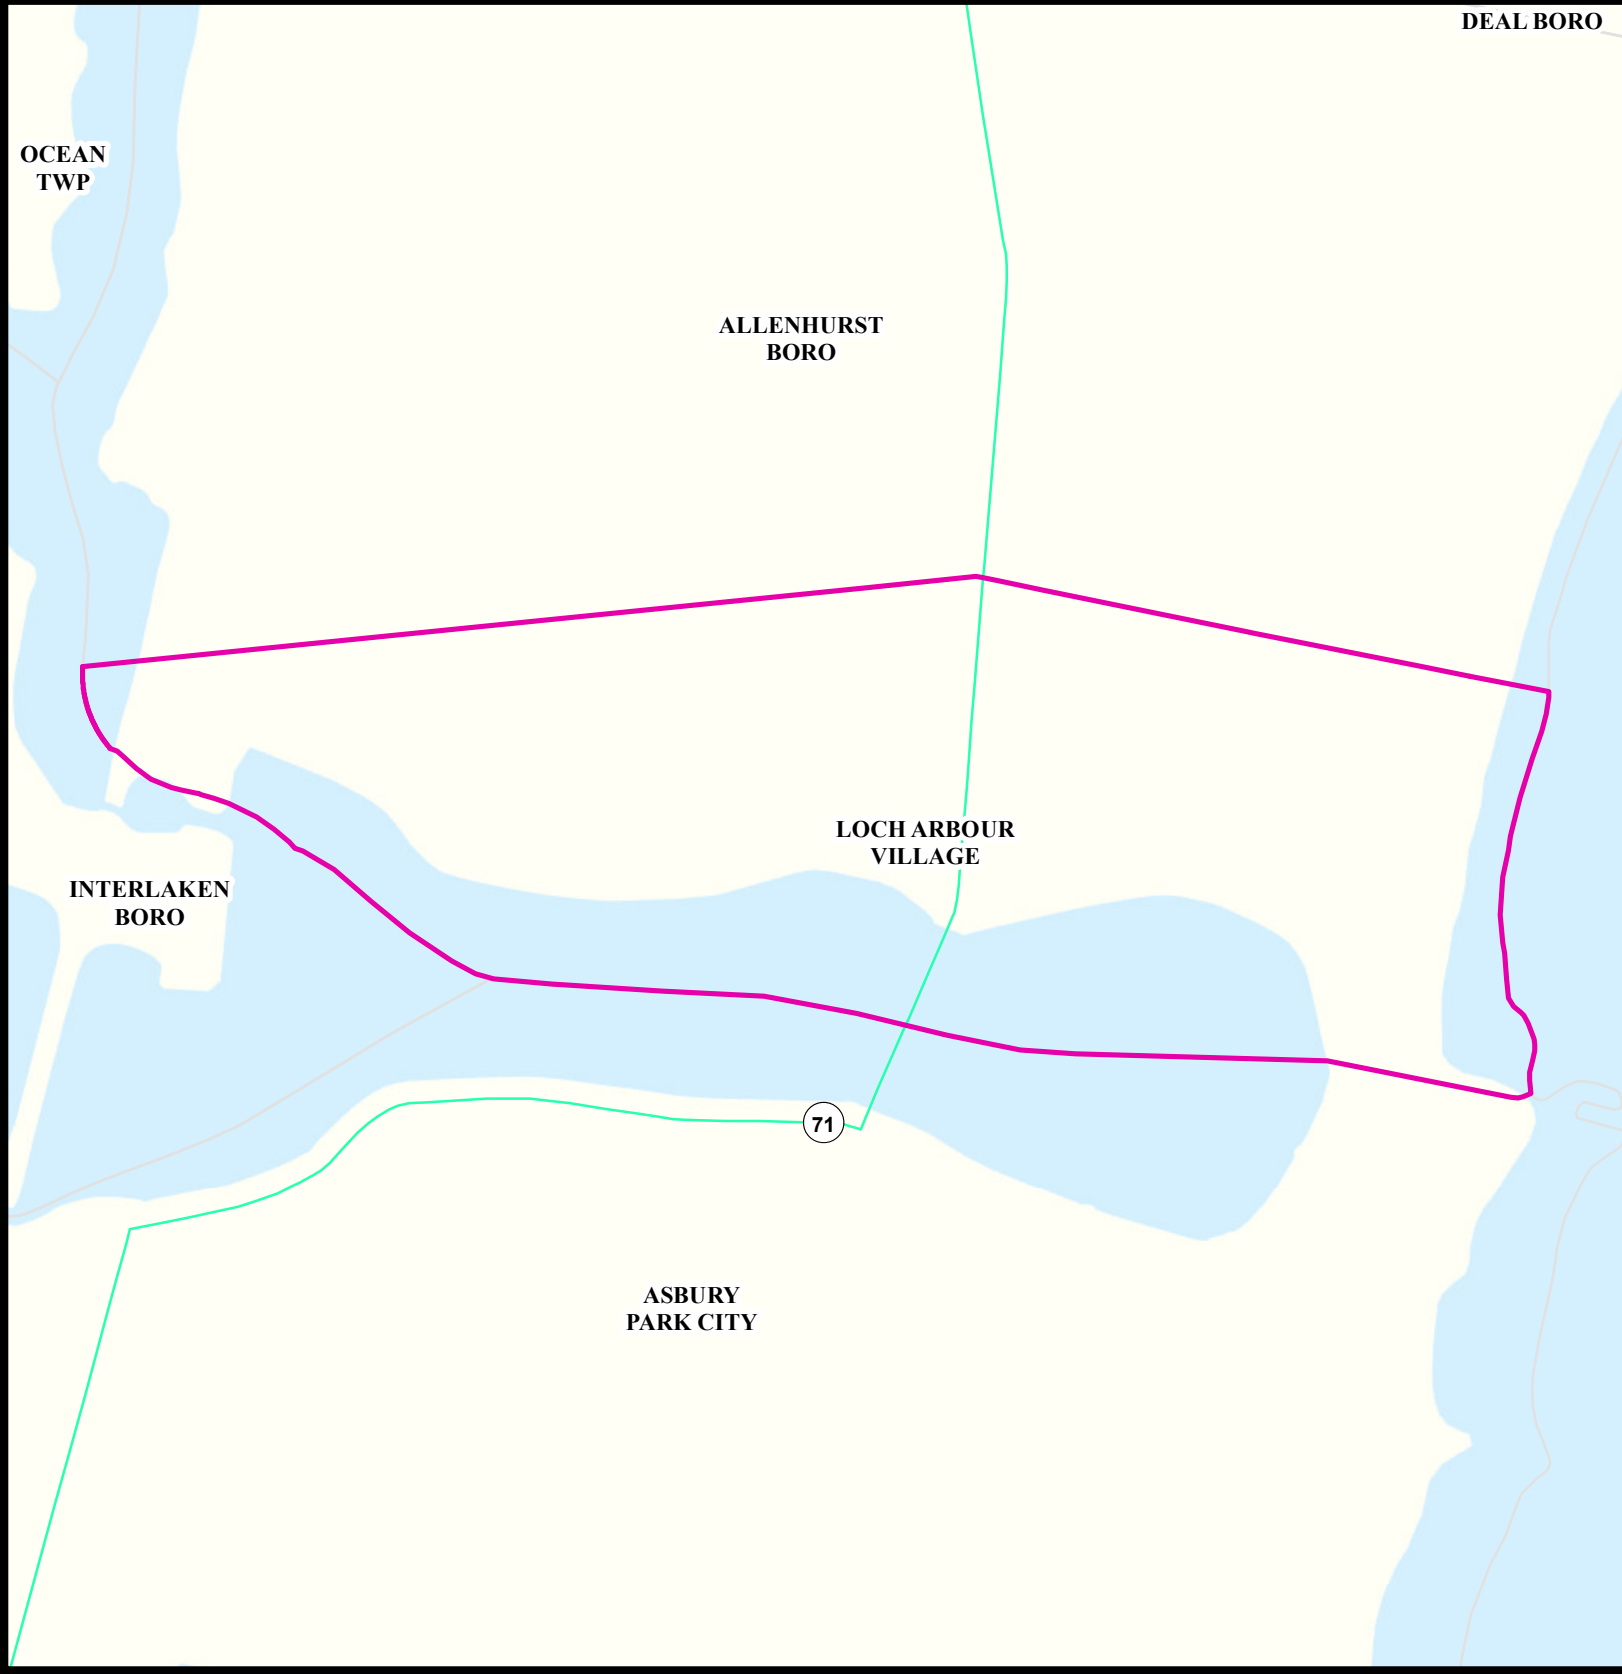 DEAL BORO
OCEAN
TWP
ALLENHURST
BORO
LOCH ARBOUR
VILLAGE
INTERLAKEN
BORO
71
ASBURY
PARK CITY